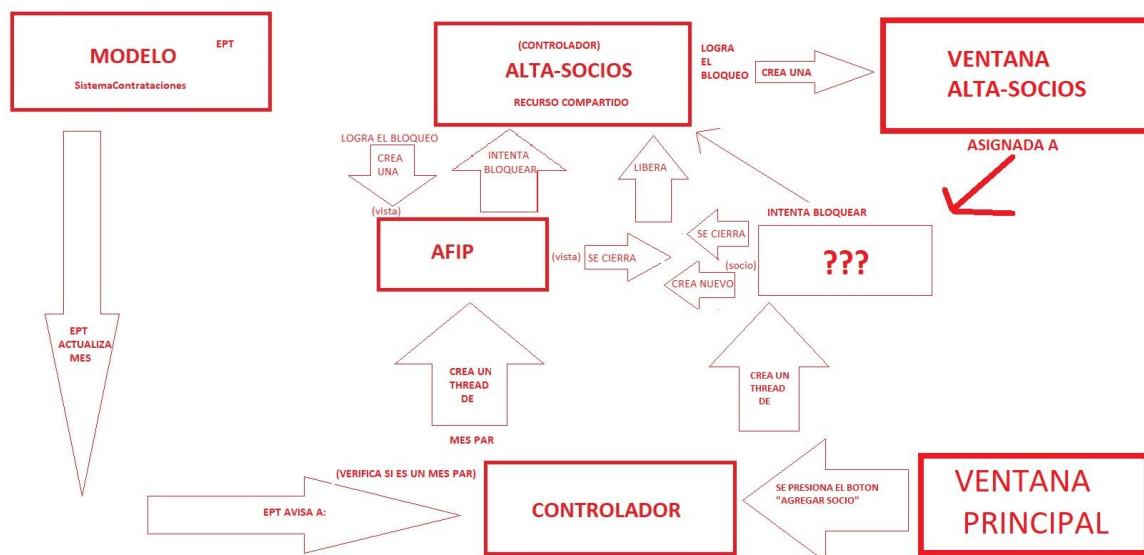 EPT
MODELO
SistemaContrataciones
(CONTROLADOR)
ALTA-SOCIOS
RECURSO COMPARTIDO
LOGRA
EL
BLOQUEO
CREA UNA
VENTANA
ALTA-SOCIOS
ASIGNADA A
LOGRA EL BLOQUEO
CREA
UNA
(vista)
INTENTA
BLOQUEAR
LIBERA
INTENTA BLOQUEAR
AFIP
(vista)
SE CIERRA
SE CIERRA
(socio)
CREA NUEVO
???
EPT
ACTUALIZA
MES
CREA UN
THREAD
DE
MES PAR
CREA UN
THREAD
DE
(VERIFICA SI ES UN MES PAR)
EPT AVISA A:
CONTROLADOR
SE PRESIONA EL BOTON
"AGREGAR SOCIO"
VENTANA
PRINCIPAL